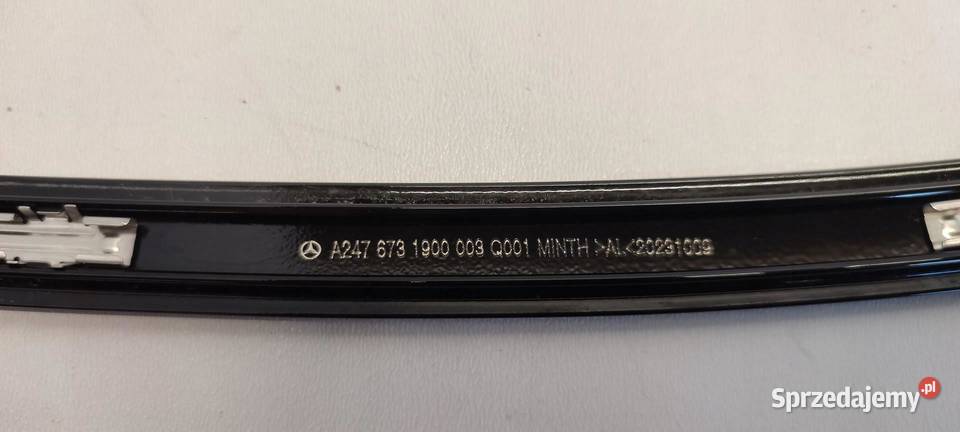 A247 673 1900 003 Q001 MINTH >AL<20231009
Sprzedajemy.pl